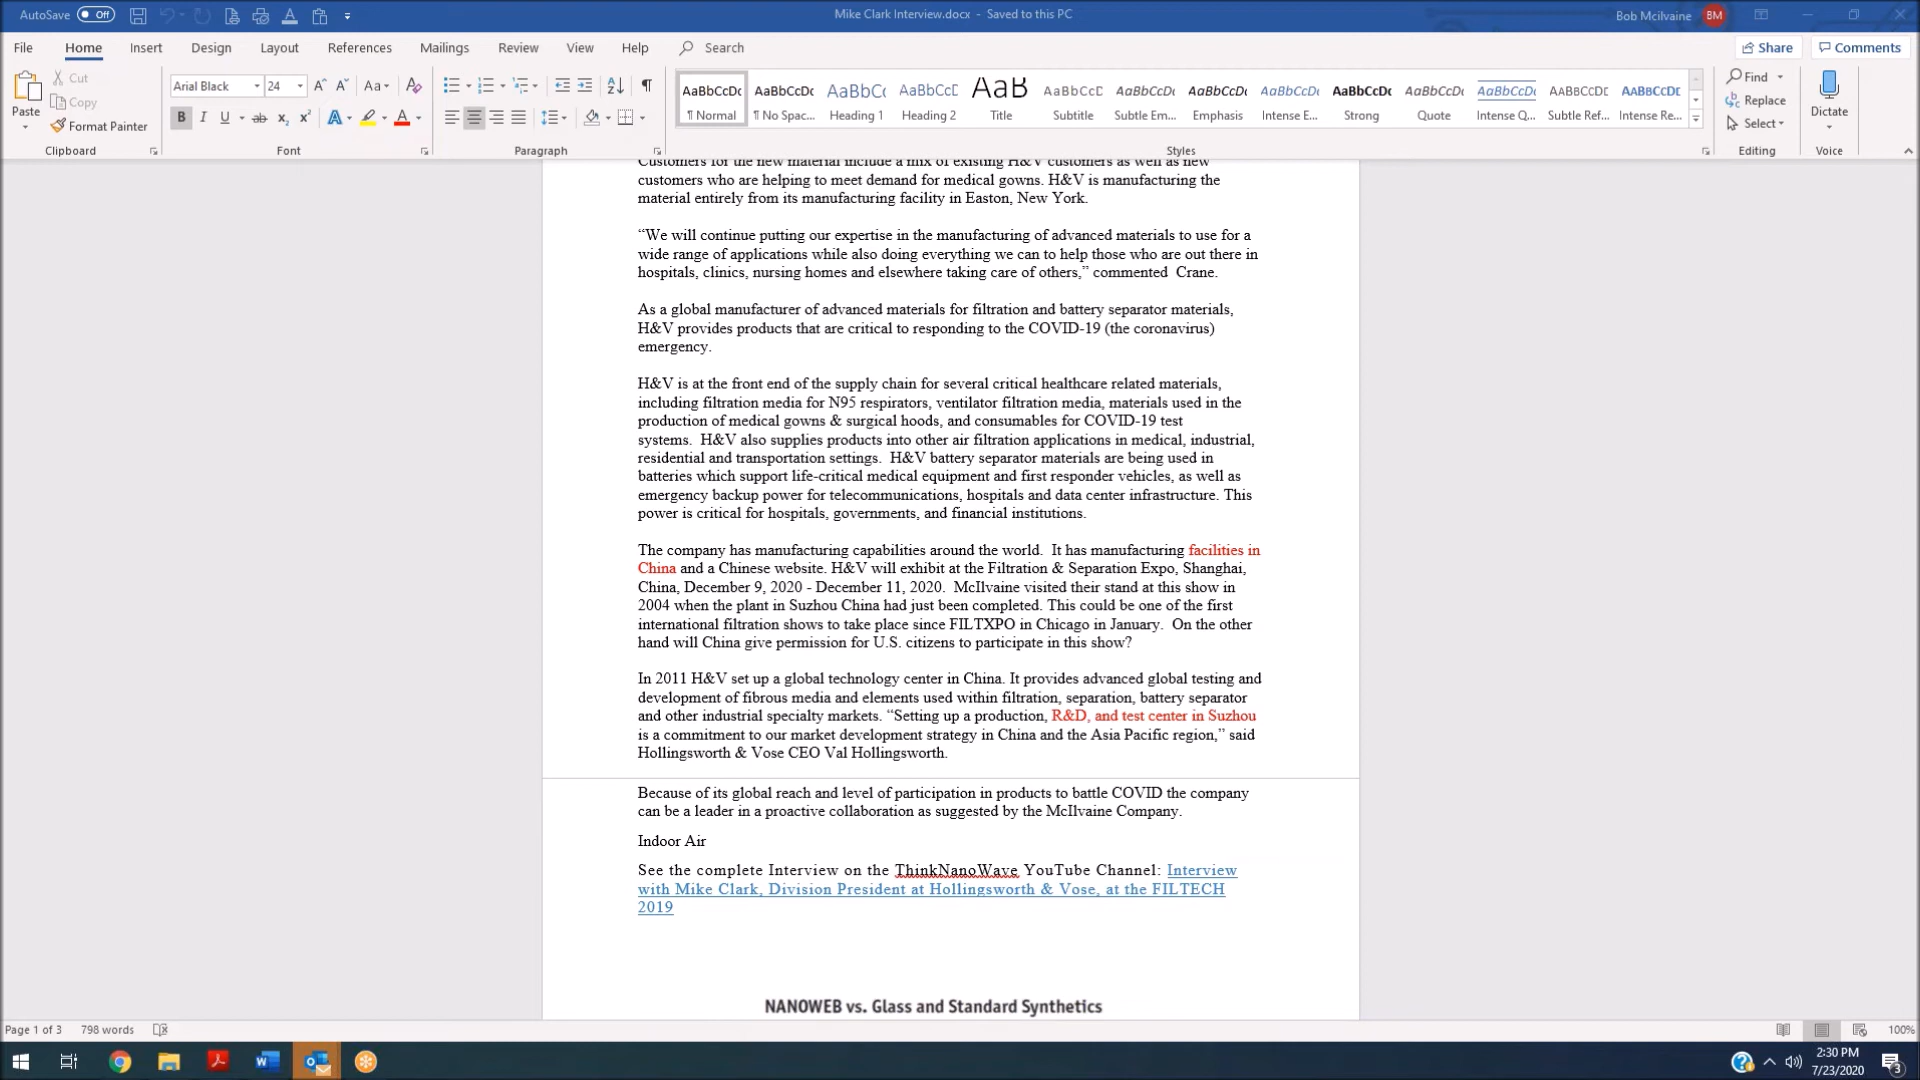 AutoSave Off Mike Clark Interview.docx - Saved to this PC Bob Mcilvaine BM
File Home Insert Design Layout References Mailings Review View Help Search Share Comments
Paste Cut Copy Format Painter Clipboard
Arial Black 24 Font
Paragraph
AaBbCcDc AaBbCcDc AaBbCc AaBbCcD AaB AaBbCcD AaBbCcDc AaBbCcDc AaBbCcDc AaBbCcDc AaBbCcDc AaBbCcDc AaBbCcDc AaBbCcDc
¶ Normal ¶ No Spac... Heading 1 Heading 2 Title Subtitle Subtle Em... Emphasis Intense E... Strong Quote Intense Q... Subtle Ref... Intense Re...
Styles
Find Replace Select Editing
Dictate Voice
Customers for the new material include a mix of existing H&V customers as well as new
customers who are helping to meet demand for medical gowns. H&V is manufacturing the
material entirely from its manufacturing facility in Easton, New York.
“We will continue putting our expertise in the manufacturing of advanced materials to use for a
wide range of applications while also doing everything we can to help those who are out there in
hospitals, clinics, nursing homes and elsewhere taking care of others,” commented Crane.
As a global manufacturer of advanced materials for filtration and battery separator materials,
H&V provides products that are critical to responding to the COVID-19 (the coronavirus)
emergency.
H&V is at the front end of the supply chain for several critical healthcare related materials,
including filtration media for N95 respirators, ventilator filtration media, materials used in the
production of medical gowns & surgical hoods, and consumables for COVID-19 test
systems. H&V also supplies products into other air filtration applications in medical, industrial,
residential and transportation settings. H&V battery separator materials are being used in
batteries which support life-critical medical equipment and first responder vehicles, as well as
emergency backup power for telecommunications, hospitals and data center infrastructure. This
power is critical for hospitals, governments, and financial institutions.
The company has manufacturing capabilities around the world. It has manufacturing facilities in
China and a Chinese website. H&V will exhibit at the Filtration & Separation Expo, Shanghai,
China, December 9, 2020 - December 11, 2020. McIlvaine visited their stand at this show in
2004 when the plant in Suzhou China had just been completed. This could be one of the first
international filtration shows to take place since FILTXPO in Chicago in January. On the other
hand will China give permission for U.S. citizens to participate in this show?
In 2011 H&V set up a global technology center in China. It provides advanced global testing and
development of fibrous media and elements used within filtration, separation, battery separator
and other industrial specialty markets. “Setting up a production, R&D, and test center in Suzhou
is a commitment to our market development strategy in China and the Asia Pacific region,” said
Hollingsworth & Vose CEO Val Hollingsworth.
Because of its global reach and level of participation in products to battle COVID the company
can be a leader in a proactive collaboration as suggested by the McIlvaine Company.
Indoor Air
See the complete Interview on the ThinkNanoWave YouTube Channel: Interview
with Mike Clark, Division President at Hollingsworth & Vose, at the FILTECH
2019
NANOWEB vs. Glass and Standard Synthetics
Page 1 of 3 798 words 100%
2:30 PM
7/23/2020
3